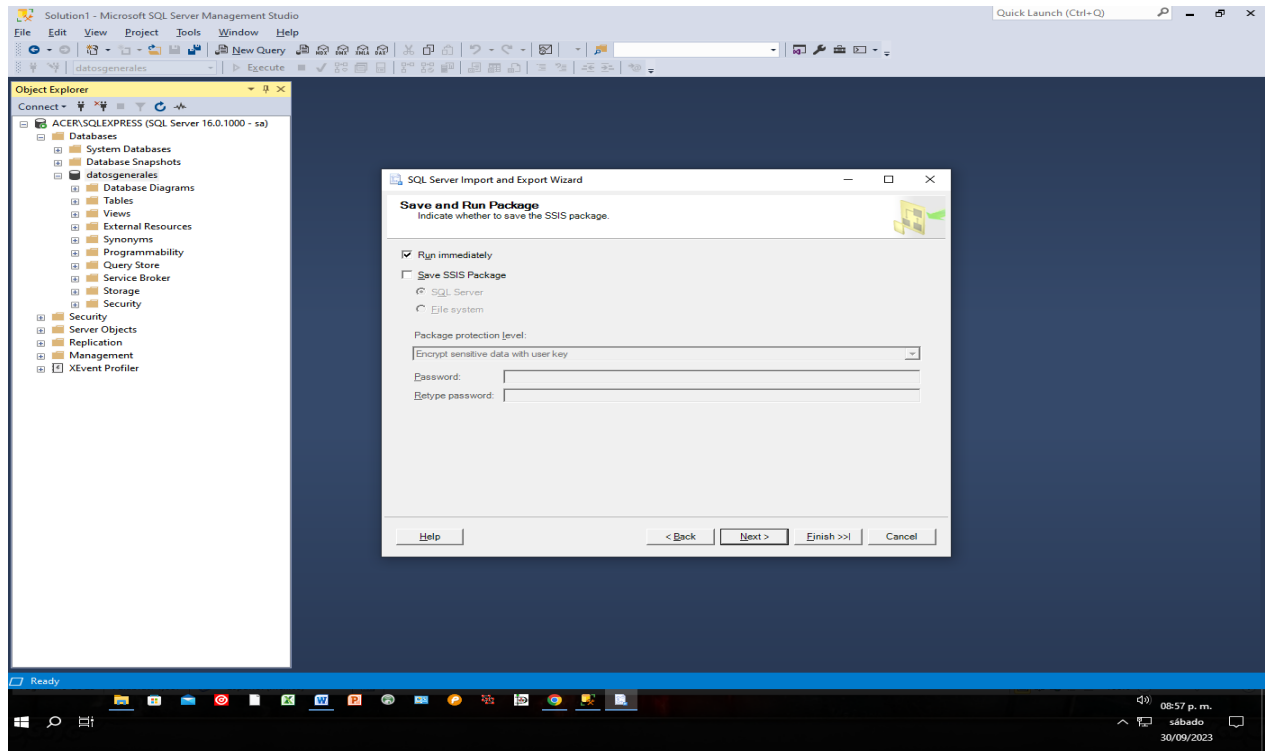 Solution1 - Microsoft SQL Server Management Studio
Quick Launch (Ctrl+Q)
File Edit View Project Tools Window Help
New Query MDX DMX XMLA DAX
datosgenerales Execute
Object Explorer
Connect
ACER\SQLEXPRESS (SQL Server 16.0.1000 - sa)
Databases
System Databases
Database Snapshots
datosgenerales
Database Diagrams
Tables
Views
External Resources
Synonyms
Programmability
Query Store
Service Broker
Storage
Security
Security
Server Objects
Replication
Management
XEvent Profiler
SQL Server Import and Export Wizard
Save and Run Package
Indicate whether to save the SSIS package.
Run immediately
Save SSIS Package
SQL Server
File system
Package protection level:
Encrypt sensitive data with user key
Password:
Retype password:
Help < Back Next > Finish >>| Cancel
Ready
08:57 p. m.
sábado
30/09/2023